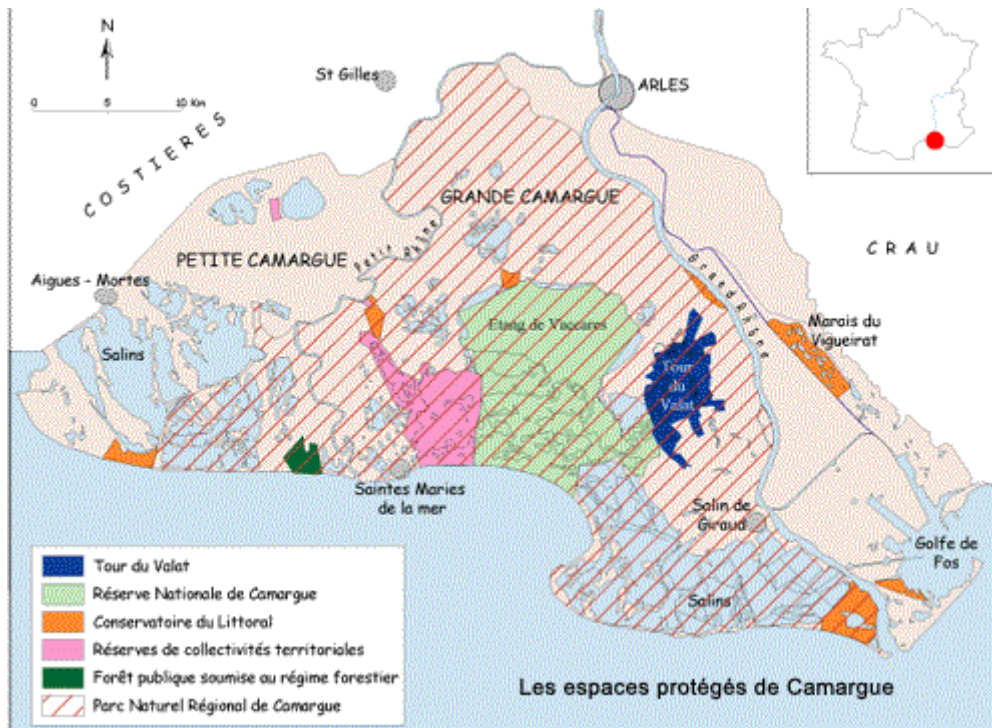 N
St Gilles
ARLES
0 5 10 Km
COSTIERES
GRANDE CAMARGUE
PETITE CAMARGUE
Petit Rhône
Grand Rhône
CRAU
Aigues - Mortes
Etang de Vaccares
Marais du
Vigueirat
Salins
Tour
du
Valat
Saintes Maries
de la mer
Salin de
Giraud
Golfe de
Fos
Salins
Tour du Valat
Réserve Nationale de Camargue
Conservatoire du Littoral
Réserves de collectivités territoriales
Forêt publique soumise au régime forestier
Parc Naturel Régional de Camargue
Les espaces protégés de Camargue